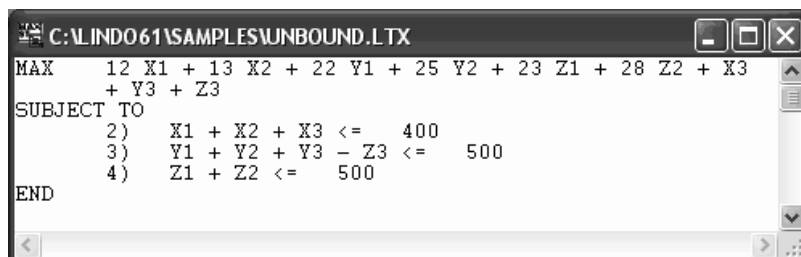 C:\LINDO61\SAMPLES\UNBOUND.LTX
MAX 12 X1 + 13 X2 + 22 Y1 + 25 Y2 + 23 Z1 + 28 Z2 + X3
+ Y3 + Z3
SUBJECT TO
2) X1 + X2 + X3 <= 400
3) Y1 + Y2 + Y3 - Z3 <= 500
4) Z1 + Z2 <= 500
END